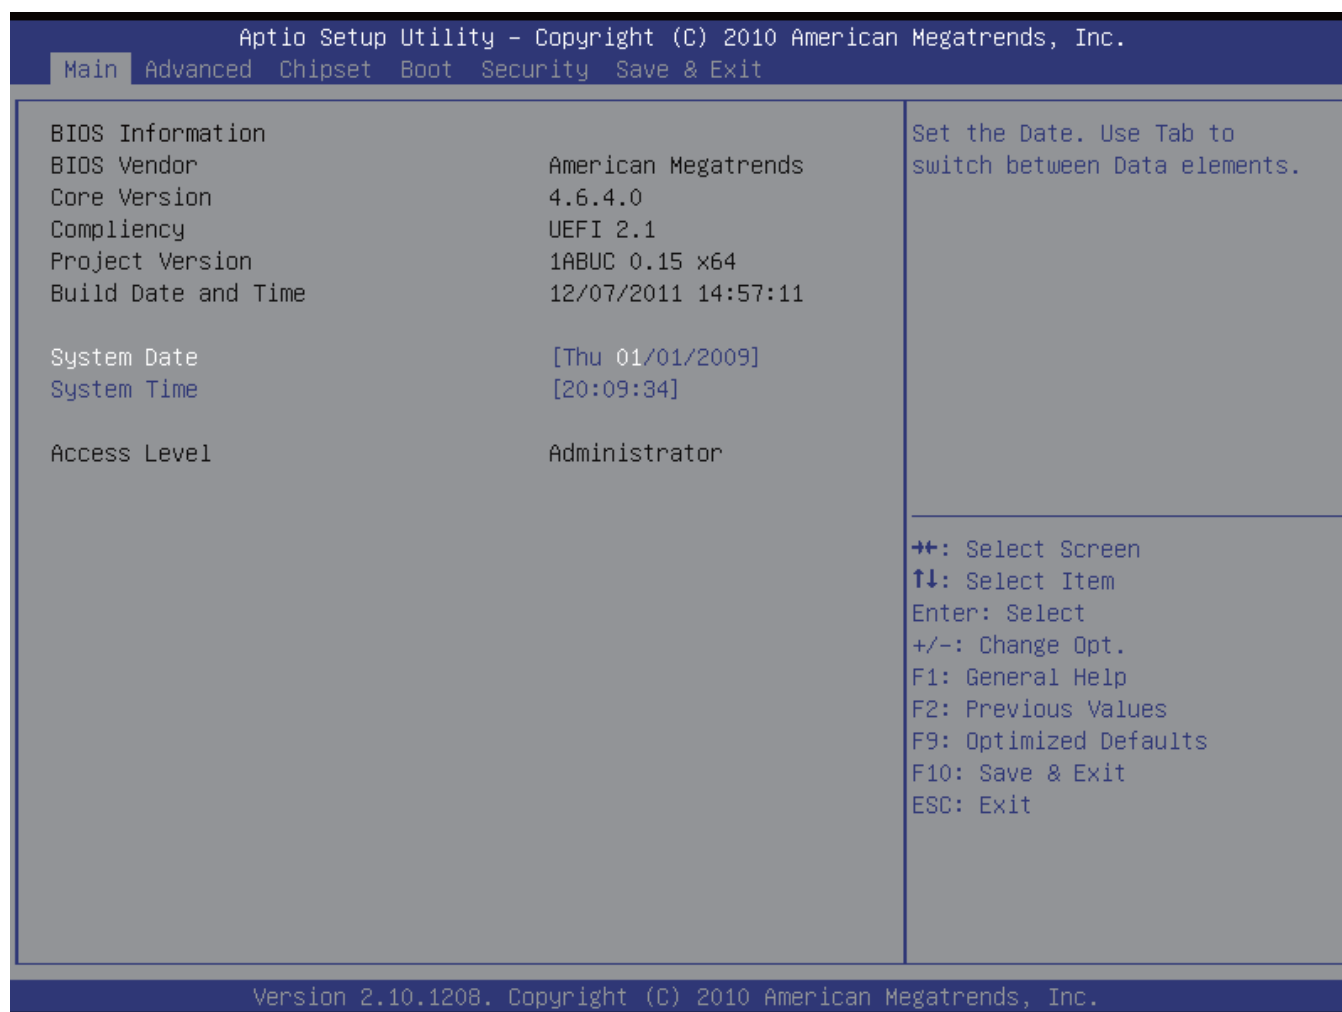 Aptio Setup Utility – Copyright (C) 2010 American Megatrends, Inc.
Main Advanced Chipset Boot Security Save & Exit
BIOS Information
BIOS Vendor American Megatrends
Core Version 4.6.4.0
Compliency UEFI 2.1
Project Version 1ABUC 0.15 x64
Build Date and Time 12/07/2011 14:57:11
System Date [Thu 01/01/2009]
System Time [20:09:34]
Access Level Administrator
Set the Date. Use Tab to
switch between Data elements.
→←: Select Screen
↑↓: Select Item
Enter: Select
+/-: Change Opt.
F1: General Help
F2: Previous Values
F9: Optimized Defaults
F10: Save & Exit
ESC: Exit
Version 2.10.1208. Copyright (C) 2010 American Megatrends, Inc.